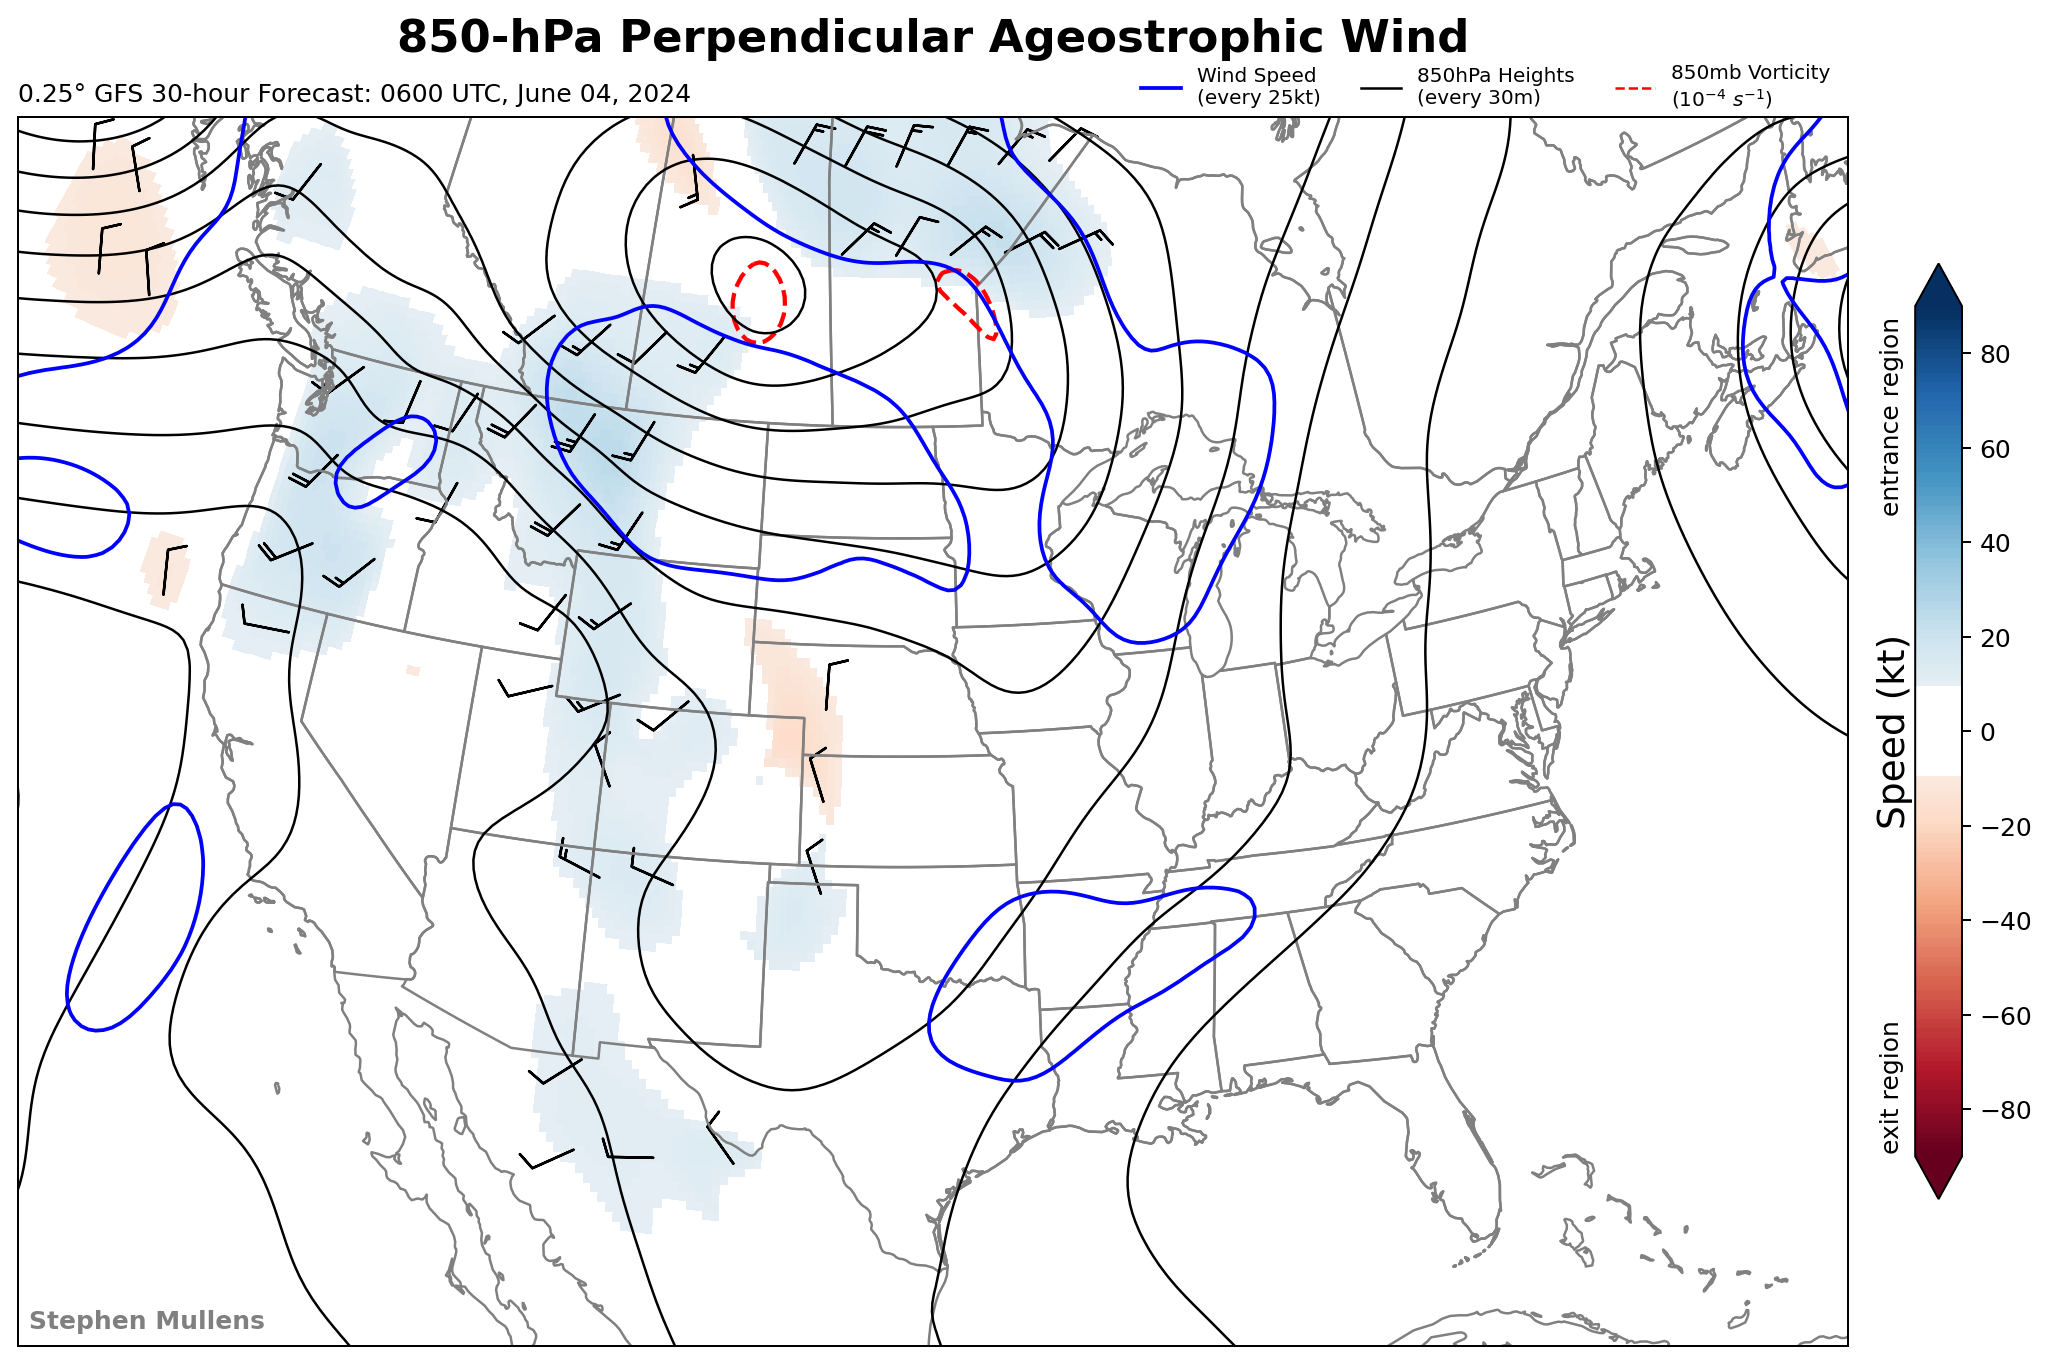 850-hPa Perpendicular Ageostrophic Wind
0.25° GFS 30-hour Forecast: 0600 UTC, June 04, 2024
Wind Speed
(every 25kt)
850hPa Heights
(every 30m)
850mb Vorticity
(10⁻⁴ s⁻¹)
entrance region
Speed (kt)
exit region
80
60
40
20
0
−20
−40
−60
−80
Stephen Mullens